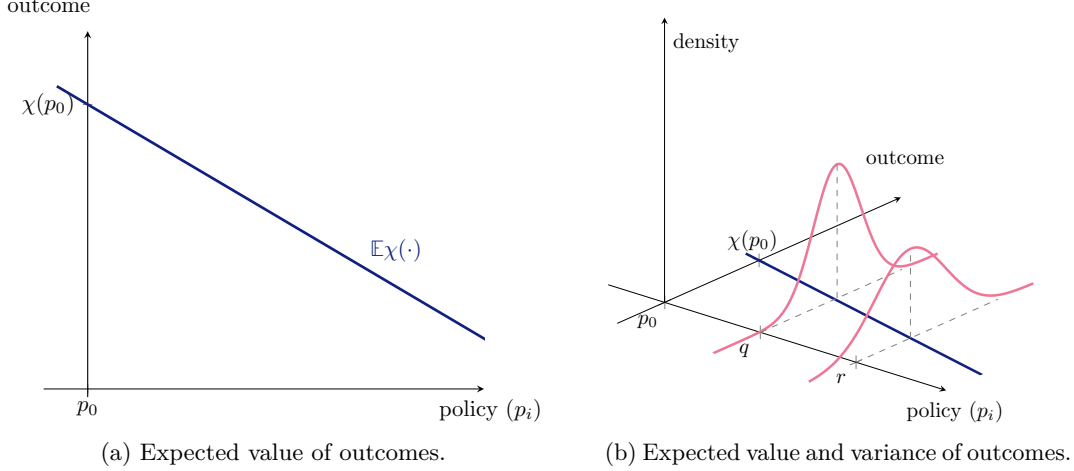 outcome
χ(p₀)
𝔼χ(·)
p₀
policy (pᵢ)
(a) Expected value of outcomes.
density
outcome
χ(p₀)
p₀
q
r
policy (pᵢ)
(b) Expected value and variance of outcomes.